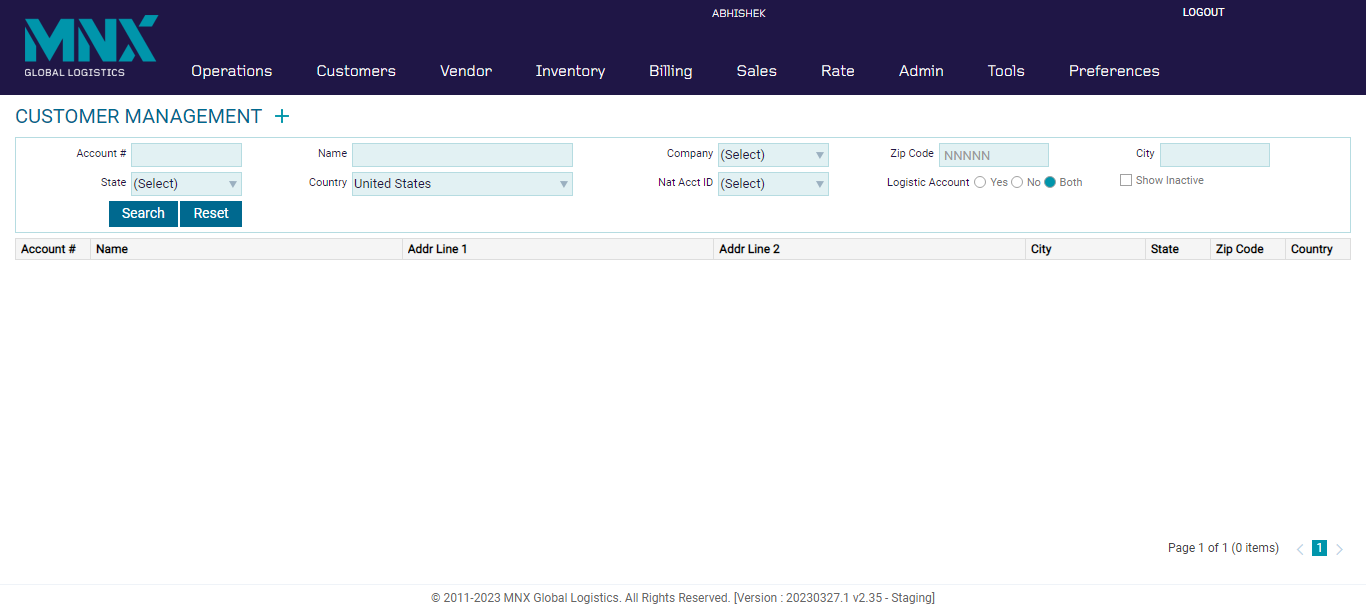 ABHISHEK
LOGOUT
MNX
GLOBAL LOGISTICS
Operations Customers Vendor Inventory Billing Sales Rate Admin Tools Preferences
CUSTOMER MANAGEMENT +
Account # Name Company (Select) Zip Code NNNNN City
State (Select) Country United States Nat Acct ID (Select) Logistic Account Yes No Both Show Inactive
Search Reset
Account # Name Addr Line 1 Addr Line 2 City State Zip Code Country
Page 1 of 1 (0 items) 1
© 2011-2023 MNX Global Logistics. All Rights Reserved. [Version : 20230327.1 v2.35 - Staging]